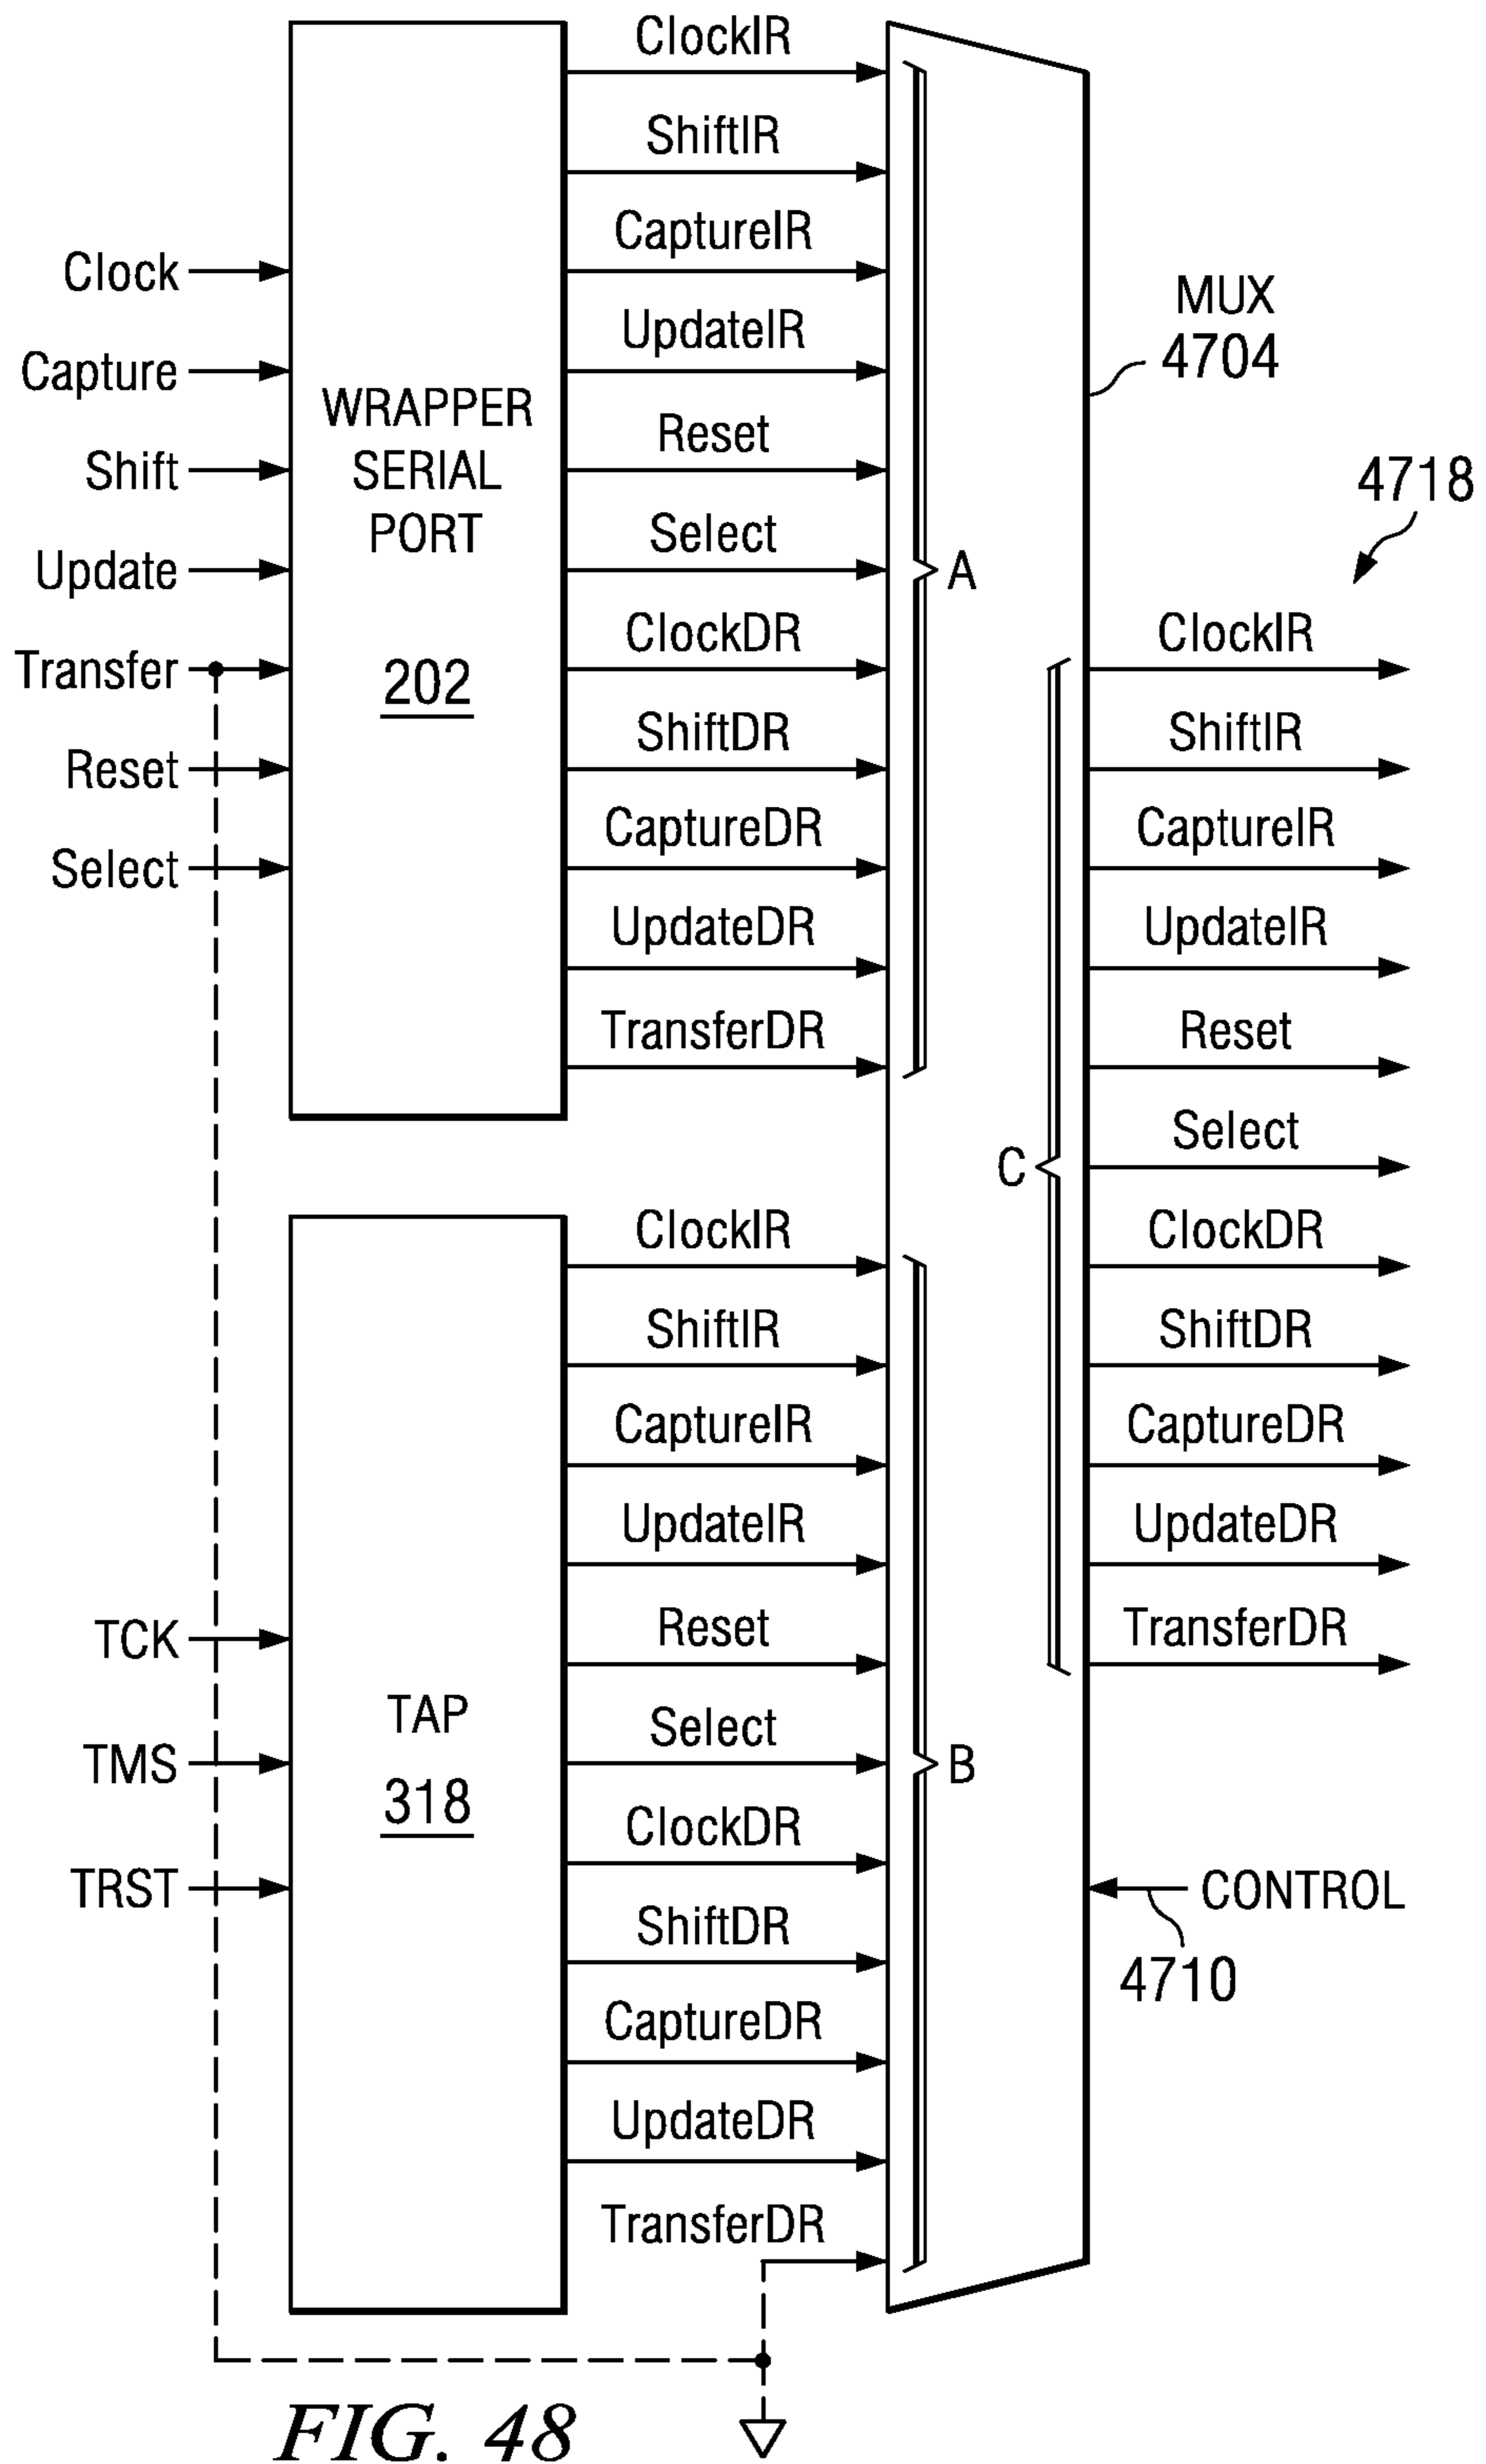 Clock
Capture
Shift
Update
Transfer
Reset
Select
WRAPPER
SERIAL
PORT
202
ClockIR
ShiftIR
CaptureIR
UpdateIR
Reset
Select
ClockDR
ShiftDR
CaptureDR
UpdateDR
TransferDR
A
TCK
TMS
TRST
TAP
318
ClockIR
ShiftIR
CaptureIR
UpdateIR
Reset
Select
ClockDR
ShiftDR
CaptureDR
UpdateDR
TransferDR
B
MUX
4704
4718
C
ClockIR
ShiftIR
CaptureIR
UpdateIR
Reset
Select
ClockDR
ShiftDR
CaptureDR
UpdateDR
TransferDR
CONTROL
4710
FIG. 48